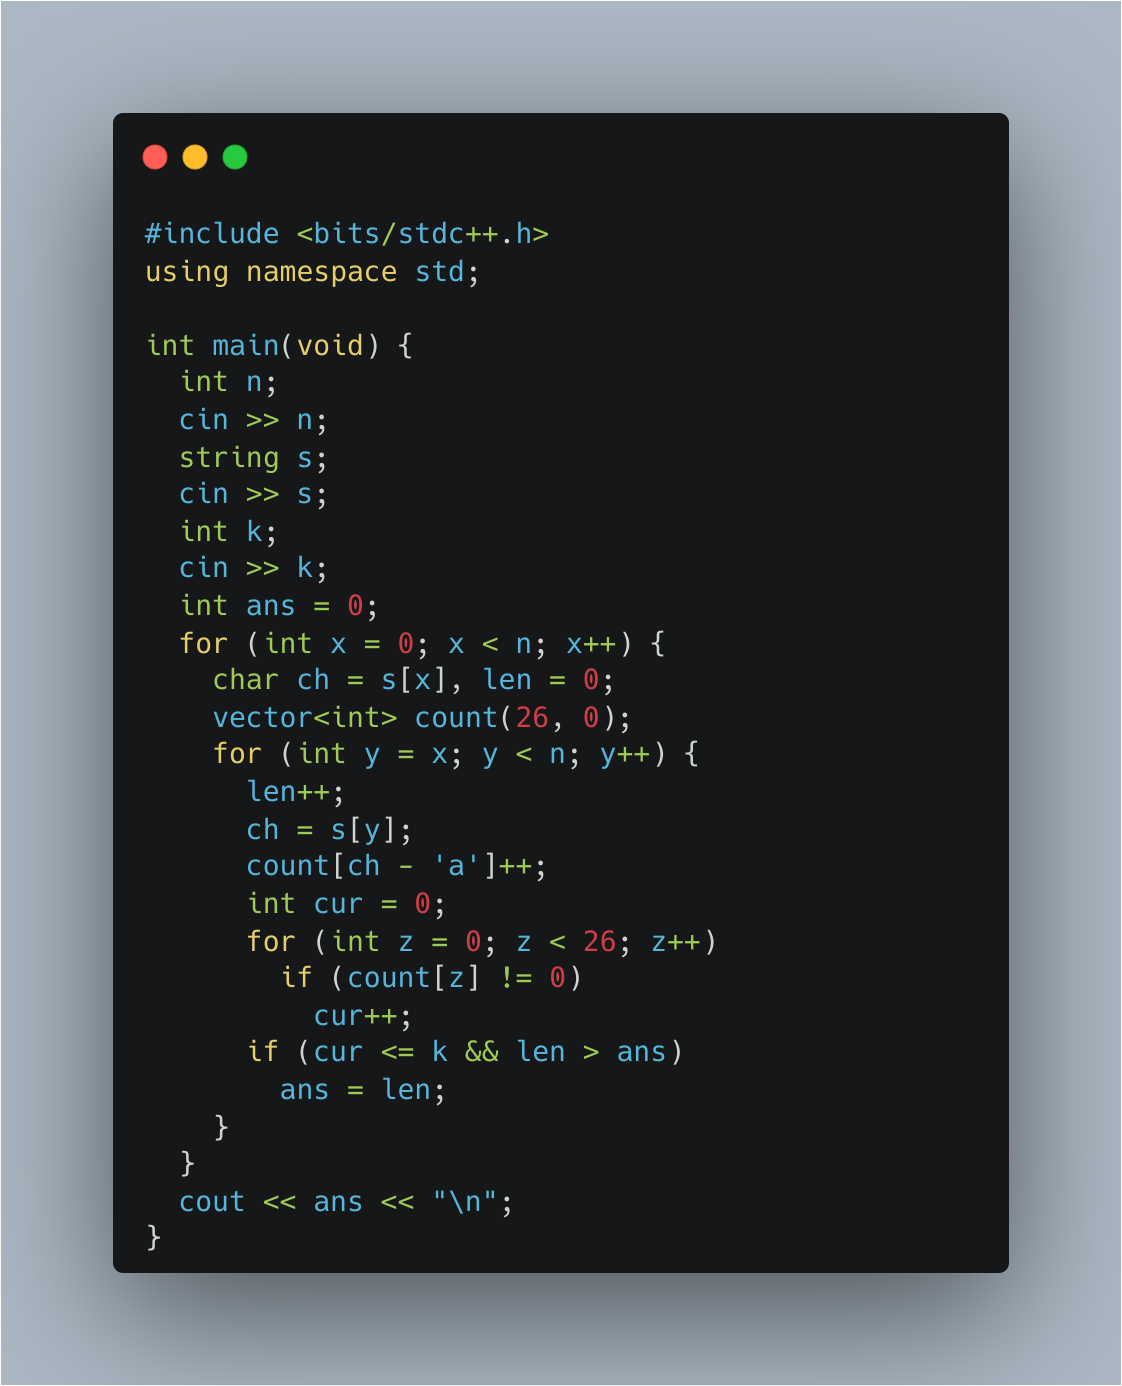 #include <bits/stdc++.h>
using namespace std;

int main(void) {
  int n;
  cin >> n;
  string s;
  cin >> s;
  int k;
  cin >> k;
  int ans = 0;
  for (int x = 0; x < n; x++) {
    char ch = s[x], len = 0;
    vector<int> count(26, 0);
    for (int y = x; y < n; y++) {
      len++;
      ch = s[y];
      count[ch - 'a']++;
      int cur = 0;
      for (int z = 0; z < 26; z++)
        if (count[z] != 0)
          cur++;
      if (cur <= k && len > ans)
        ans = len;
    }
  }
  cout << ans << "\n";
}